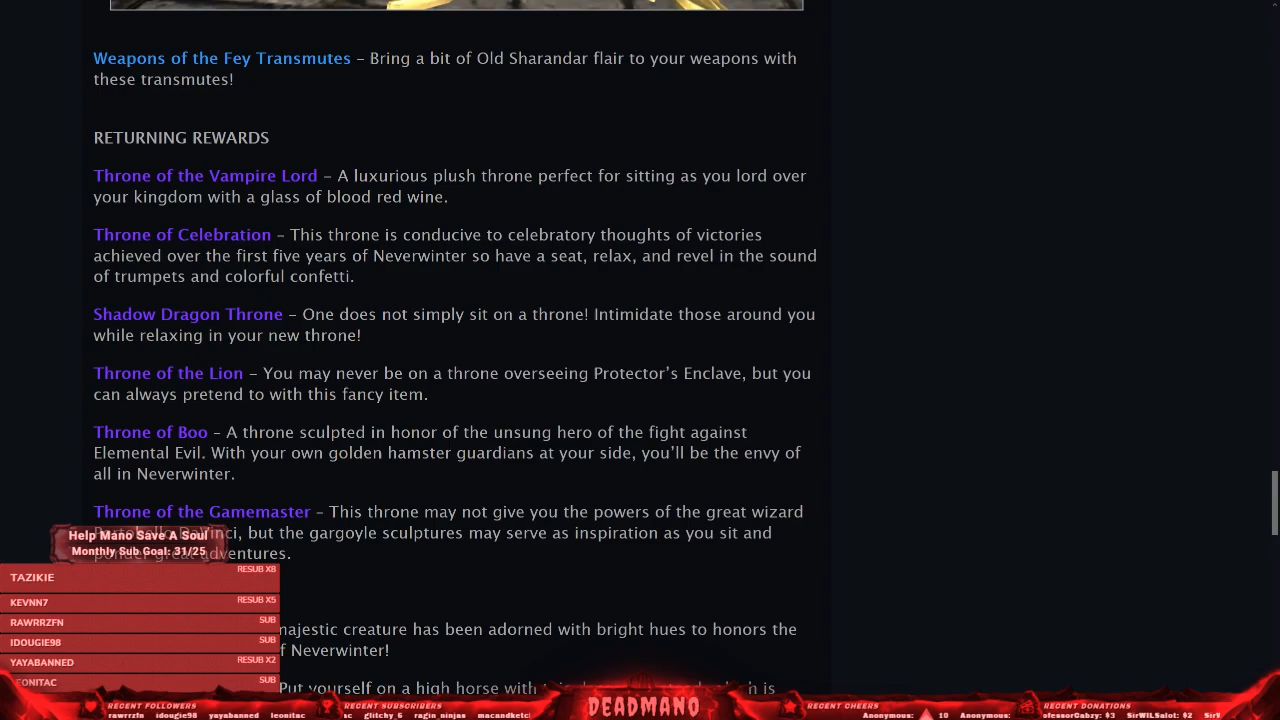 Weapons of the Fey Transmutes – Bring a bit of Old Sharandar flair to your weapons with
these transmutes!
RETURNING REWARDS
Throne of the Vampire Lord – A luxurious plush throne perfect for sitting as you lord over
your kingdom with a glass of blood red wine.
Throne of Celebration – This throne is conducive to celebratory thoughts of victories
achieved over the first five years of Neverwinter so have a seat, relax, and revel in the sound
of trumpets and colorful confetti.
Shadow Dragon Throne – One does not simply sit on a throne! Intimidate those around you
while relaxing in your new throne!
Throne of the Lion – You may never be on a throne overseeing Protector’s Enclave, but you
can always pretend to with this fancy item.
Throne of Boo – A throne sculpted in honor of the unsung hero of the fight against
Elemental Evil. With your own golden hamster guardians at your side, you’ll be the envy of
all in Neverwinter.
Throne of the Gamemaster – This throne may not give you the powers of the great wizard
but the gargoyle sculptures may serve as inspiration as you sit and
ponder great adventures.
majestic creature has been adorned with bright hues to honors the
f Neverwinter!
Put yourself on a high horse with
Help Mano Save A Soul
Monthly Sub Goal: 31/25
TAZIKIE RESUB X8
KEVNN7 RESUB X5
RAWRRZFN SUB
IDOUGIE98 SUB
YAYABANNED RESUB X2
LEONITAC SUB
RECENT FOLLOWERS
rawrrzfn idougie98 yayabanned leonitac
RECENT SUBSCRIBERS
ac glitchy_6 ragin_ninjas macandketcl
DEADMANO
RECENT CHEERS
Anonymous: 10 Anonymous:
RECENT DONATIONS
ofessorCabzy: $3 SirWILSalot: $2 SirV